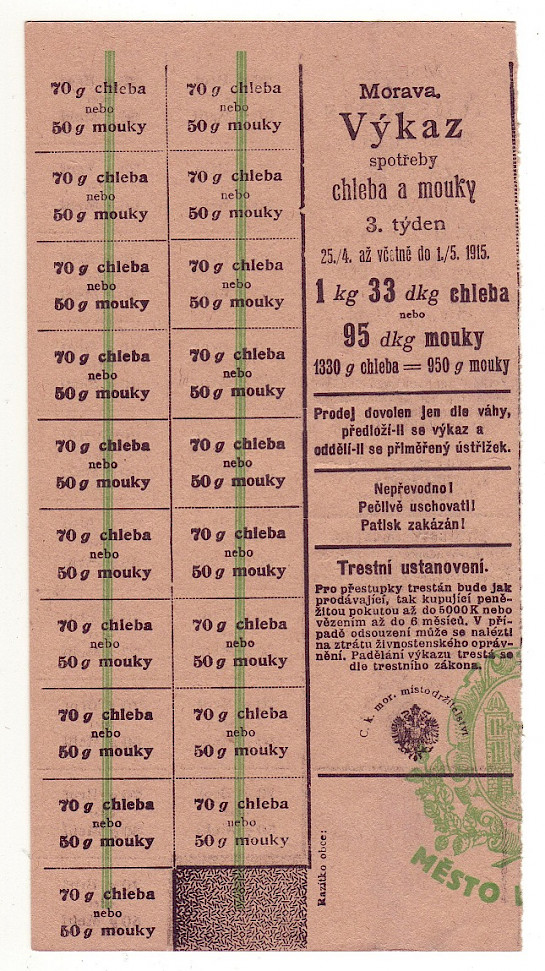 70 g chleba
nebo
50 g mouky
70 g chleba
nebo
50 g mouky
70 g chleba
nebo
50 g mouky
70 g chleba
nebo
50 g mouky
70 g chleba
nebo
50 g mouky
70 g chleba
nebo
50 g mouky
70 g chleba
nebo
50 g mouky
70 g chleba
nebo
50 g mouky
70 g chleba
nebo
50 g mouky
70 g chleba
nebo
50 g mouky
70 g chleba
nebo
50 g mouky
70 g chleba
nebo
50 g mouky
70 g chleba
nebo
50 g mouky
70 g chleba
nebo
50 g mouky
70 g chleba
nebo
50 g mouky
70 g chleba
nebo
50 g mouky
70 g chleba
nebo
50 g mouky
70 g chleba
nebo
50 g mouky
70 g chleba
nebo
50 g mouky
Morava.
Výkaz
spotřeby
chleba a mouky
3. týden
25./4. až včetně do 1./5. 1915.
1 kg 33 dkg chleba
nebo
95 dkg mouky
1330 g chleba = 950 g mouky
Prodej dovolen jen dle váhy,
předloží-li se výkaz a
oddělí-li se přiměřený ústřižek.
Nepřevodno!
Pečlivě uschovati!
Patisk zakázán!
Trestní ustanovení.
Pro přestupky trestán bude jak
prodávající, tak kupující peně-
žitou pokutou až do 5000 K nebo
vězením až do 6 měsíců. V pří-
padě odsouzení může se nalézti
na ztrátu živnostenského opráv-
nění. Padělání výkazu trestá se
dle trestního zákona.
C. k. mor. místodržitelství
Razítko obce:
MĚSTO